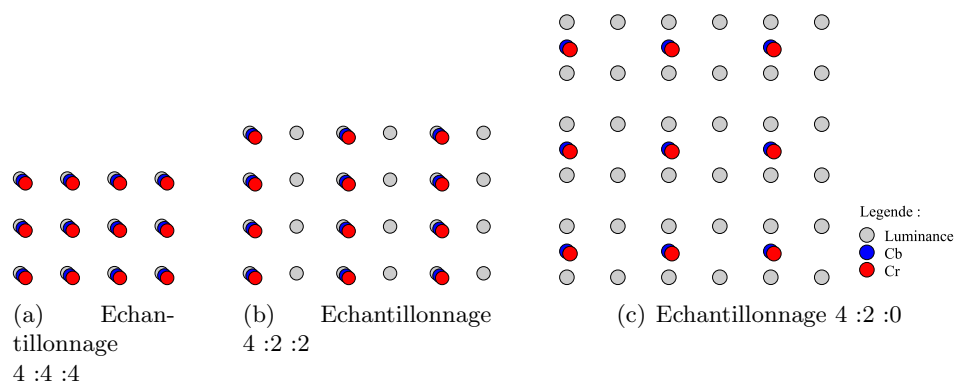 Legende :
Luminance
Cb
Cr
(a) Echan-
tillonnage
4 :4 :4
(b) Echantillonnage
4 :2 :2
(c) Echantillonnage 4 :2 :0